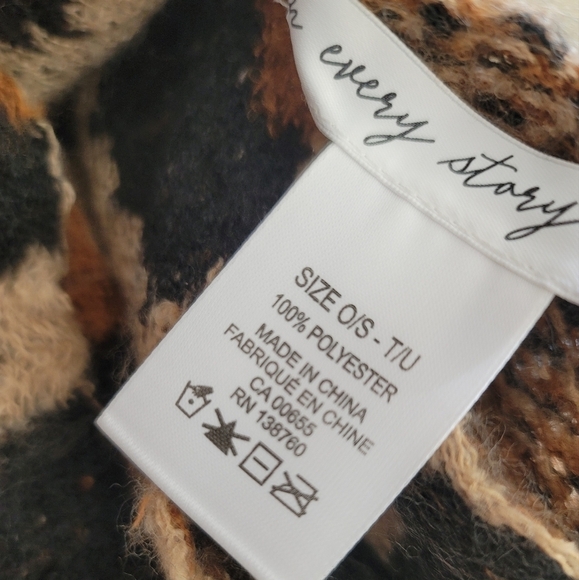 every story
SIZE O/S - T/U
100% POLYESTER
MADE IN CHINA
FABRIQUÉ EN CHINE
CA 00655
RN 138760